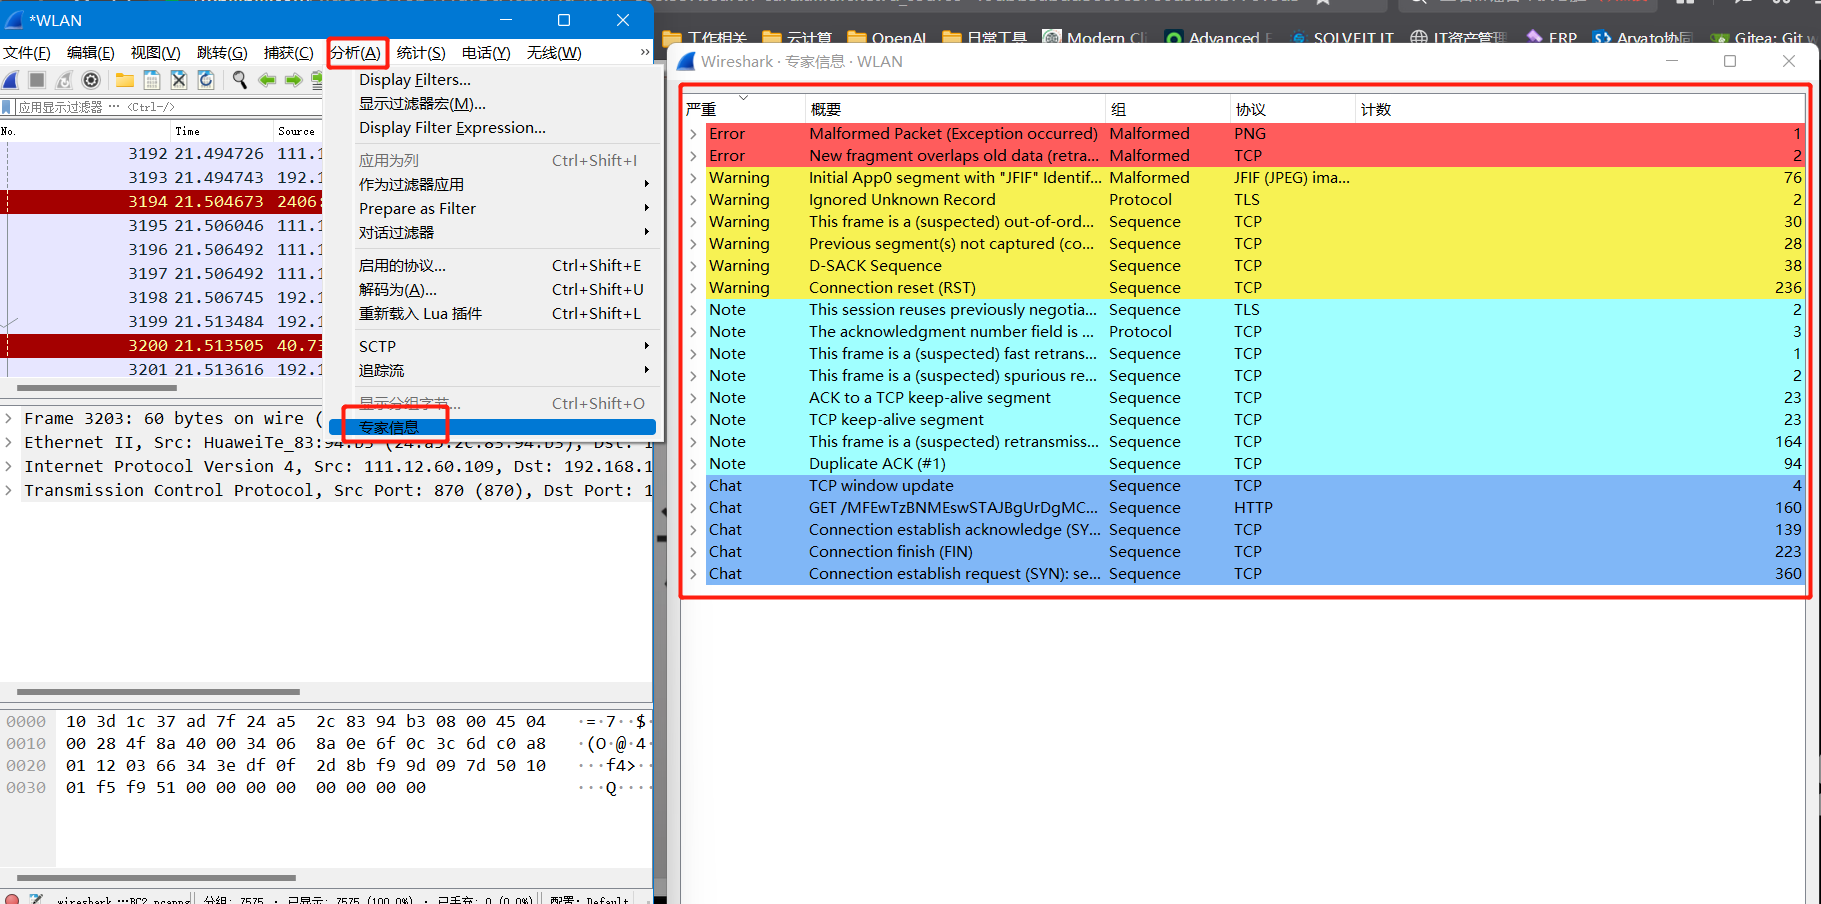 *WLAN
文件(F) 编辑(E) 视图(V) 跳转(G) 捕获(C) 分析(A) 统计(S) 电话(Y) 无线(W) »
应用显示过滤器 … <Ctrl-/>
No. Time Source
3192 21.494726 111.1
3193 21.494743 192.1
3194 21.504673 2406:
3195 21.506046 111.1
3196 21.506492 111.1
3197 21.506492 111.1
3198 21.506745 192.1
3199 21.513484 192.1
3200 21.513505 40.73
3201 21.513616 192.1
Display Filters...
显示过滤器宏(M)...
Display Filter Expression...
应用为列 Ctrl+Shift+I
作为过滤器应用
Prepare as Filter
对话过滤器
启用的协议... Ctrl+Shift+E
解码为(A)... Ctrl+Shift+U
重新载入 Lua 插件 Ctrl+Shift+L
SCTP
追踪流
显示分组字节... Ctrl+Shift+O
专家信息
Frame 3203: 60 bytes on wire (
Ethernet II, Src: HuaweiTe_83:94:b3 (24:a5:2c:83:94:b3), Dst: 1
Internet Protocol Version 4, Src: 111.12.60.109, Dst: 192.168.1
Transmission Control Protocol, Src Port: 870 (870), Dst Port: 1
0000 10 3d 1c 37 ad 7f 24 a5 2c 83 94 b3 08 00 45 04 ·=·7··$·
0010 00 28 4f 8a 40 00 34 06 8a 0e 6f 0c 3c 6d c0 a8 ·(O·@·4·
0020 01 12 03 66 34 3e df 0f 2d 8b f9 9d 09 7d 50 10 ···f4>··
0030 01 f5 f9 51 00 00 00 00 00 00 00 00 ···Q····
分组: 7575 · 已显示: 7575 (100.0%) · 已丢弃: 0 (0.0%) 配置: Default
工作相关 云计算 OpenAI 日常工具 Modern Cli Advanced SOLVEIT IT IT资产管理 ERP Arvato协同 Gitea: Git w
Wireshark · 专家信息 · WLAN
严重 概要 组 协议 计数
Error Malformed Packet (Exception occurred) Malformed PNG 1
Error New fragment overlaps old data (retra... Malformed TCP 2
Warning Initial App0 segment with "JFIF" Identif... Malformed JFIF (JPEG) ima... 76
Warning Ignored Unknown Record Protocol TLS 2
Warning This frame is a (suspected) out-of-ord... Sequence TCP 30
Warning Previous segment(s) not captured (co... Sequence TCP 28
Warning D-SACK Sequence Sequence TCP 38
Warning Connection reset (RST) Sequence TCP 236
Note This session reuses previously negotia... Sequence TLS 2
Note The acknowledgment number field is ... Protocol TCP 3
Note This frame is a (suspected) fast retrans... Sequence TCP 1
Note This frame is a (suspected) spurious re... Sequence TCP 2
Note ACK to a TCP keep-alive segment Sequence TCP 23
Note TCP keep-alive segment Sequence TCP 23
Note This frame is a (suspected) retransmiss... Sequence TCP 164
Note Duplicate ACK (#1) Sequence TCP 94
Chat TCP window update Sequence TCP 4
Chat GET /MFEwTzBNMEswSTAJBgUrDgMC... Sequence HTTP 160
Chat Connection establish acknowledge (SY... Sequence TCP 139
Chat Connection finish (FIN) Sequence TCP 223
Chat Connection establish request (SYN): se... Sequence TCP 360